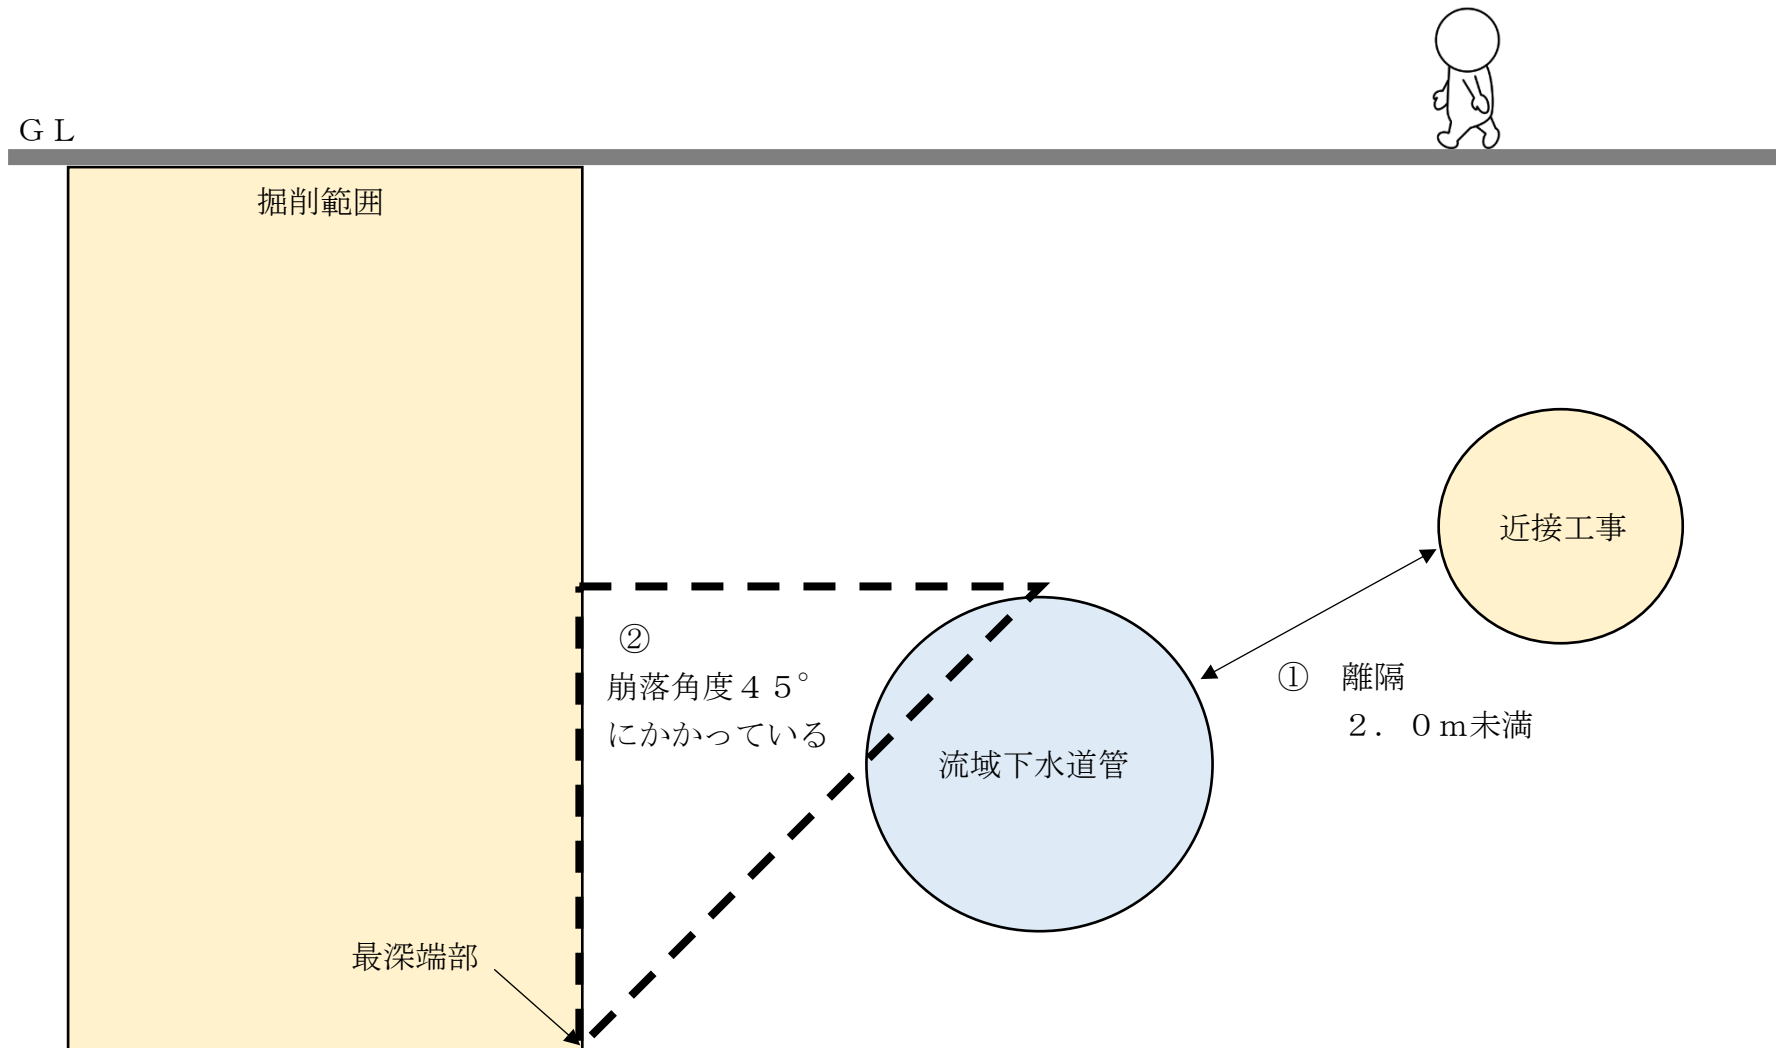 ＧＬ
掘削範囲
近接工事
②
崩落角度４５°
にかかっている
① 離隔
２．０ｍ未満
流域下水道管
最深端部